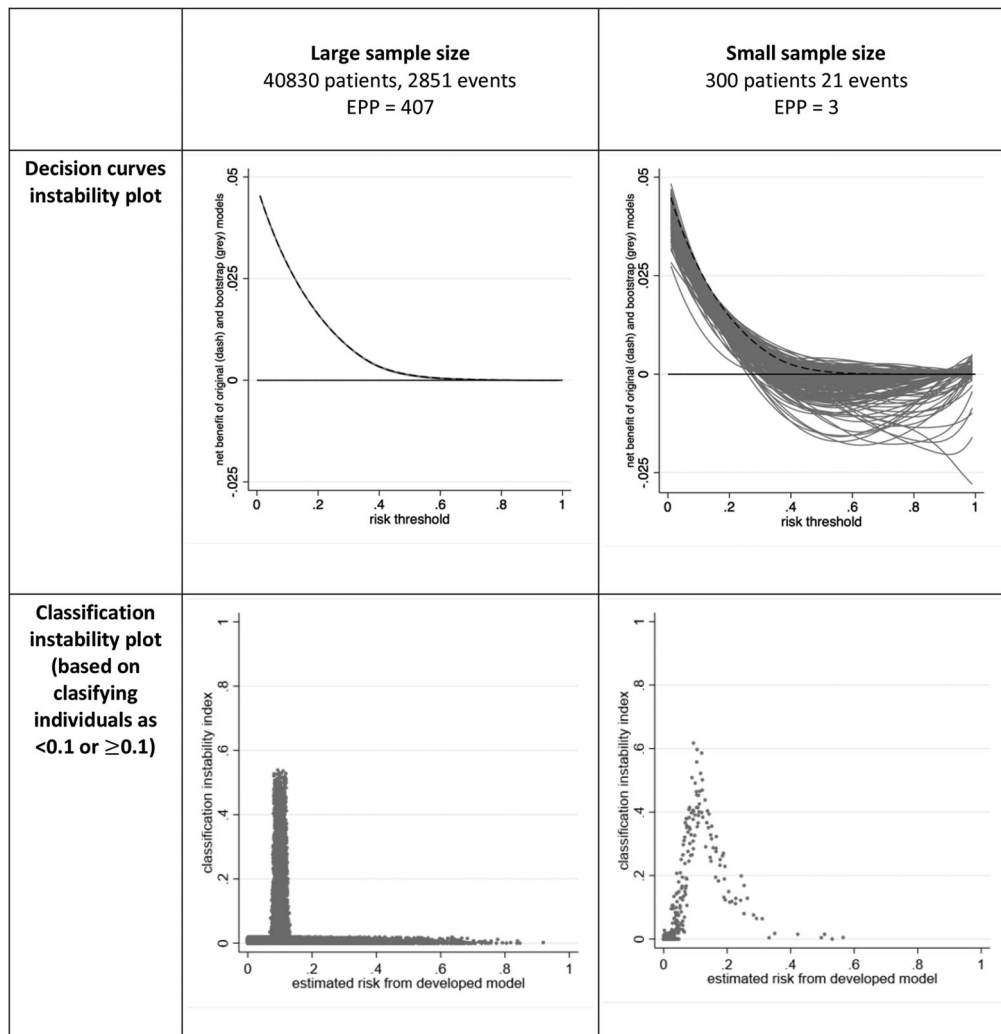 Large sample size
40830 patients, 2851 events
EPP = 407
Small sample size
300 patients 21 events
EPP = 3
Decision curves
instability plot
net benefit of original (dash) and bootstrap (grey) models
.05
.025
0
-.025
0 .2 .4 .6 .8 1
risk threshold
net benefit of original (dash) and bootstrap (grey) models
.05
.025
0
-.025
0 .2 .4 .6 .8 1
risk threshold
Classification
instability plot
(based on
clasifying
individuals as
<0.1 or ≥0.1)
classification instability index
1
.8
.6
.4
.2
0
0 .2 .4 .6 .8 1
estimated risk from developed model
classification instability index
1
.8
.6
.4
.2
0
0 .2 .4 .6 .8 1
estimated risk from developed model